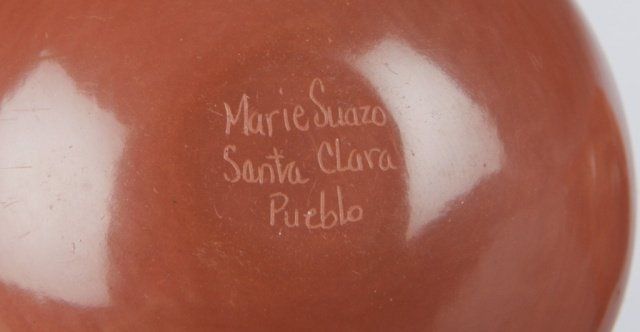 Marie Suazo
Santa Clara
Pueblo